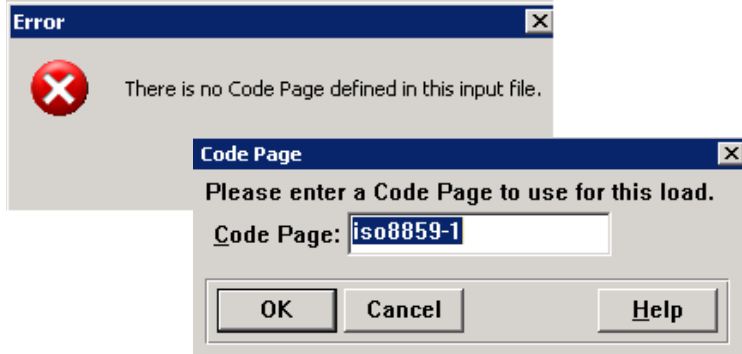 Error
There is no Code Page defined in this input file.
Code Page
Please enter a Code Page to use for this load.
Code Page: iso8859-1
OK Cancel Help